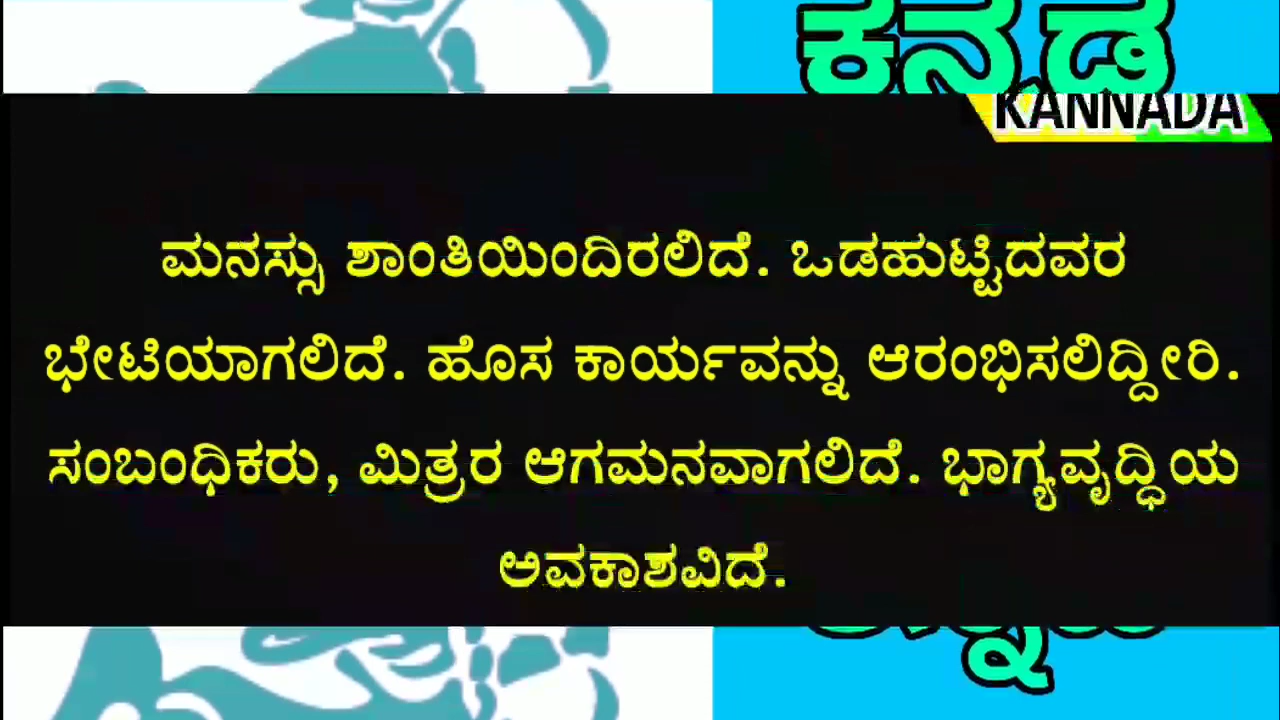 ಕನ್ನಡ
KANNADA
ಮನಸ್ಸು ಶಾಂತಿಯಿಂದಿರಲಿದೆ. ಒಡಹುಟ್ಟಿದವರ
ಭೇಟಿಯಾಗಲಿದೆ. ಹೊಸ ಕಾರ್ಯವನ್ನು ಆರಂಭಿಸಲಿದ್ದೀರಿ.
ಸಂಬಂಧಿಕರು, ಮಿತ್ರರ ಆಗಮನವಾಗಲಿದೆ. ಭಾಗ್ಯವೃದ್ಧಿಯ
ಅವಕಾಶವಿದೆ.